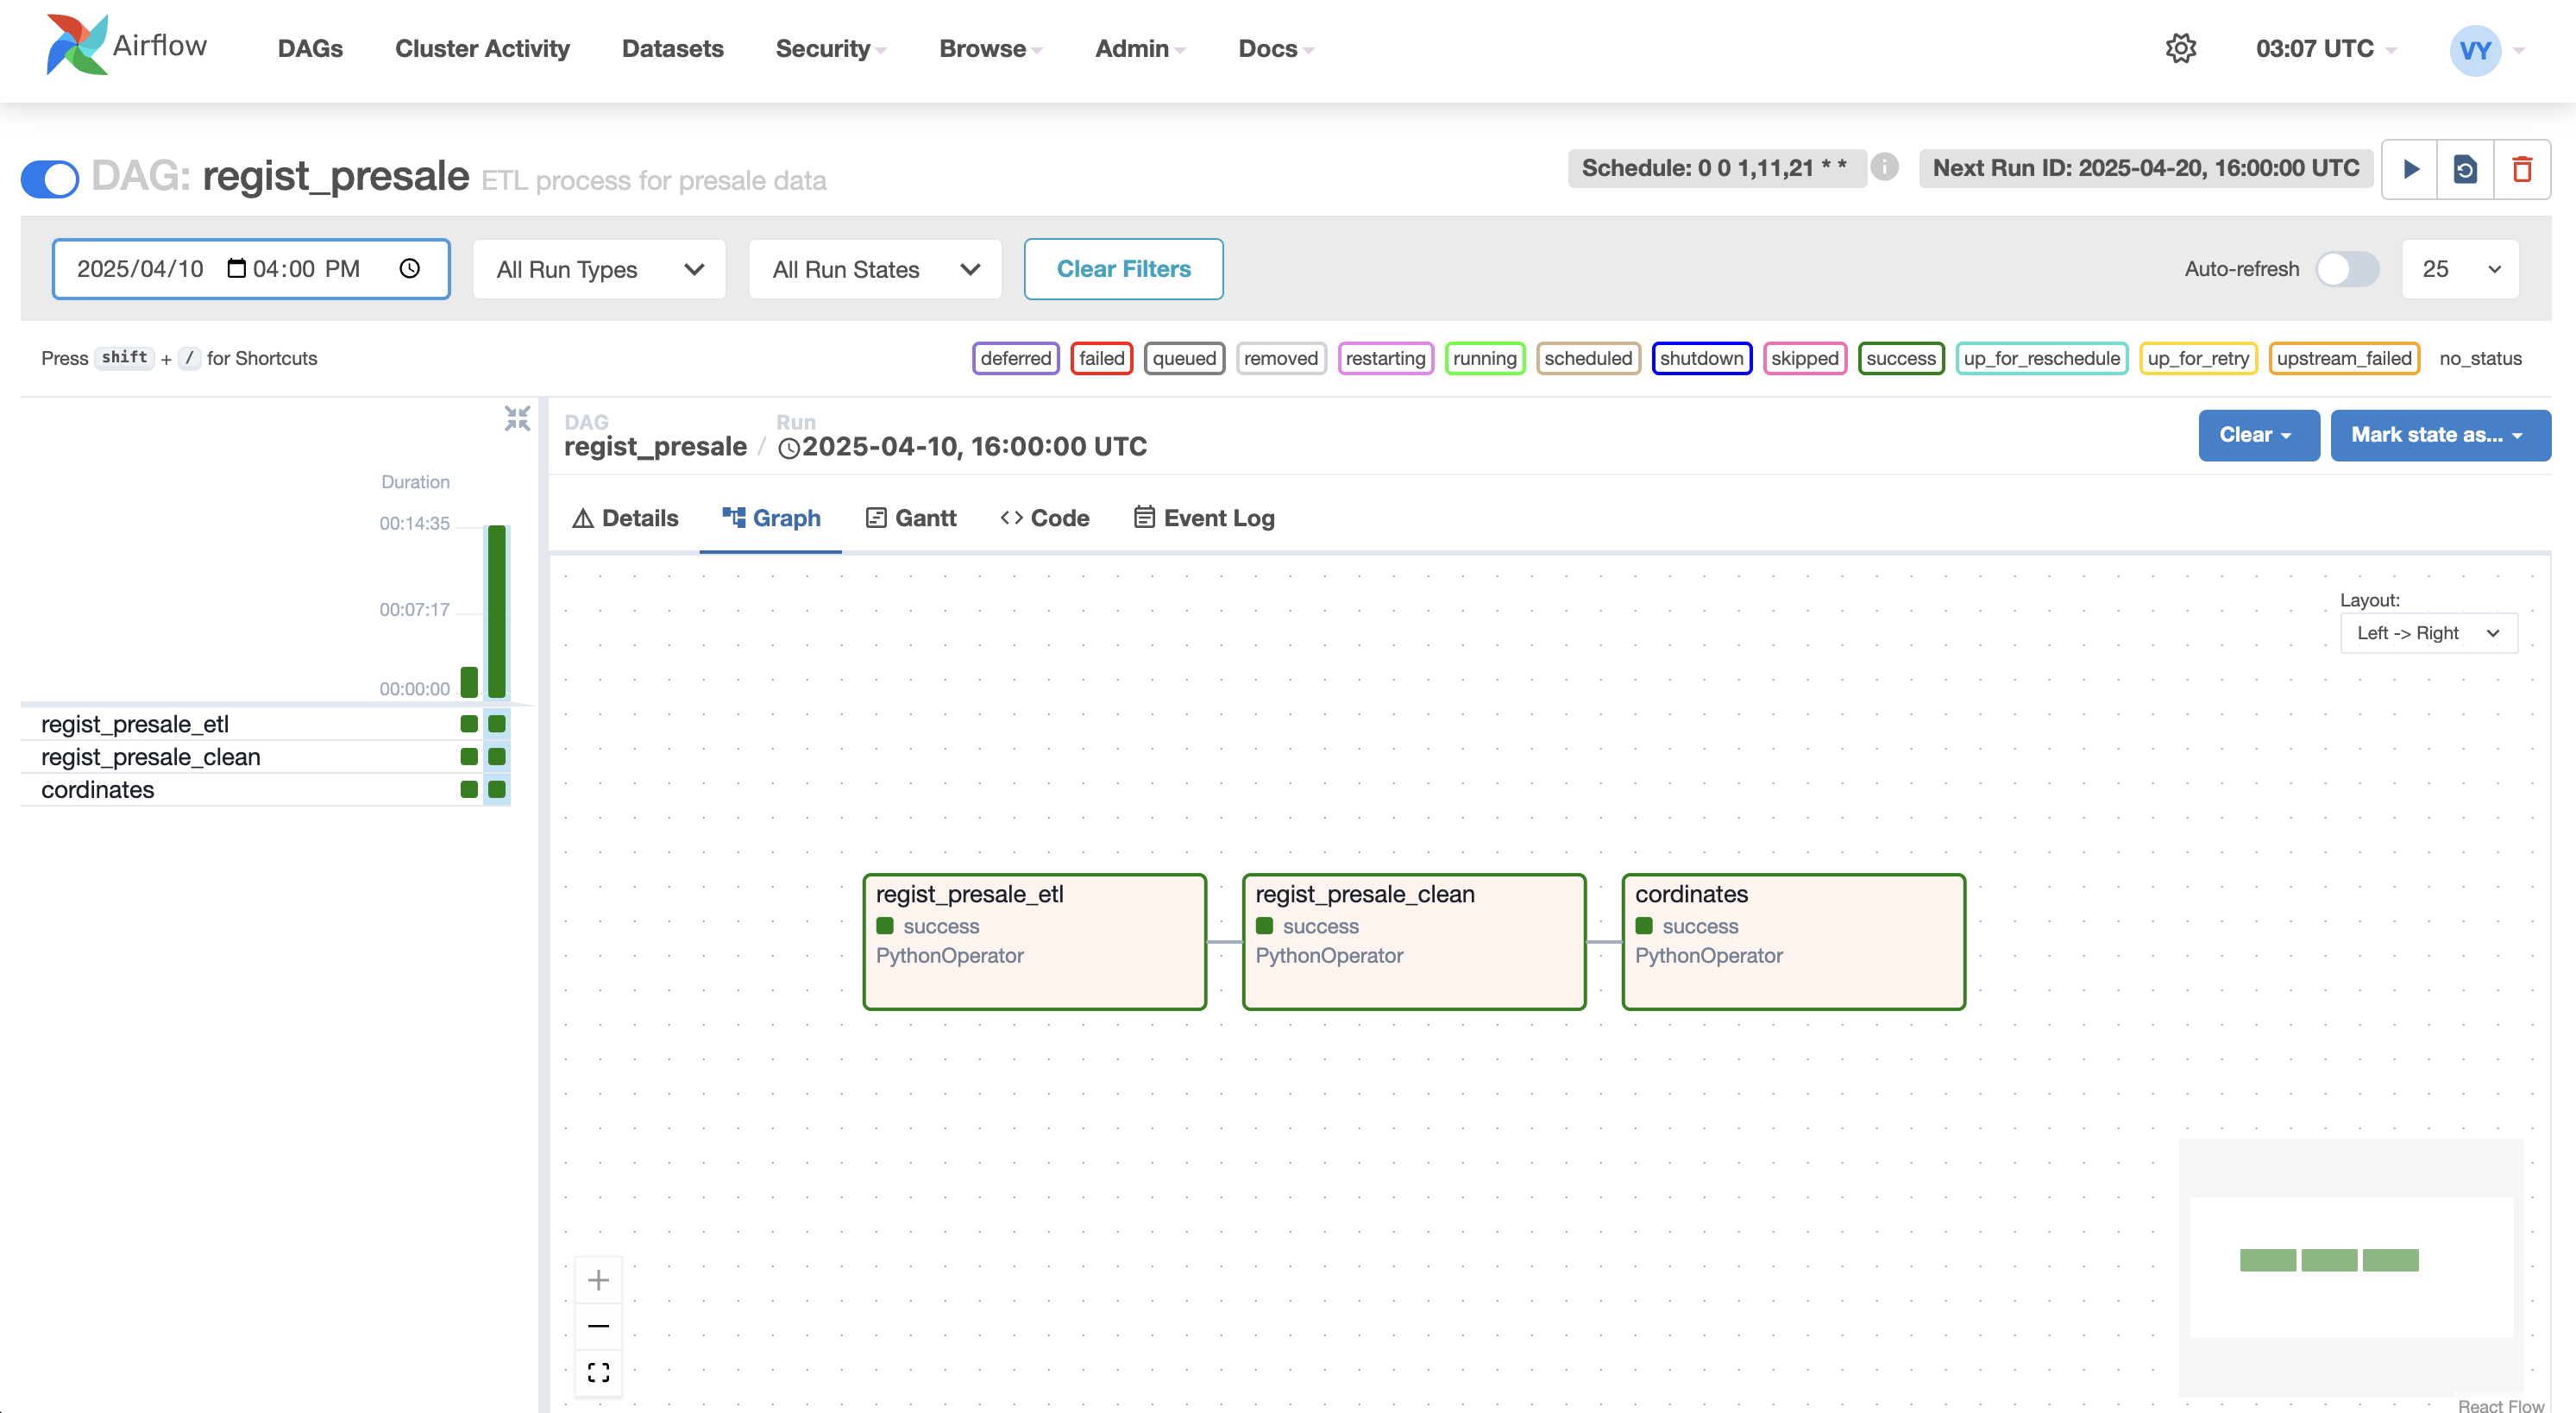 Airflow DAGs Cluster Activity Datasets Security Browse Admin Docs 03:07 UTC VY
DAG: regist_presale ETL process for presale data Schedule: 0 0 1,11,21 * * i Next Run ID: 2025-04-20, 16:00:00 UTC
2025/04/10 04:00 PM All Run Types All Run States Clear Filters Auto-refresh 25
Press shift + / for Shortcuts deferred failed queued removed restarting running scheduled shutdown skipped success up_for_reschedule up_for_retry upstream_failed no_status
DAG Run
regist_presale / 2025-04-10, 16:00:00 UTC Clear Mark state as...
Duration
00:14:35
00:07:17
00:00:00
regist_presale_etl
regist_presale_clean
cordinates
Details Graph Gantt Code Event Log
Layout:
Left -> Right
regist_presale_etl
success
PythonOperator
regist_presale_clean
success
PythonOperator
cordinates
success
PythonOperator
React Flow